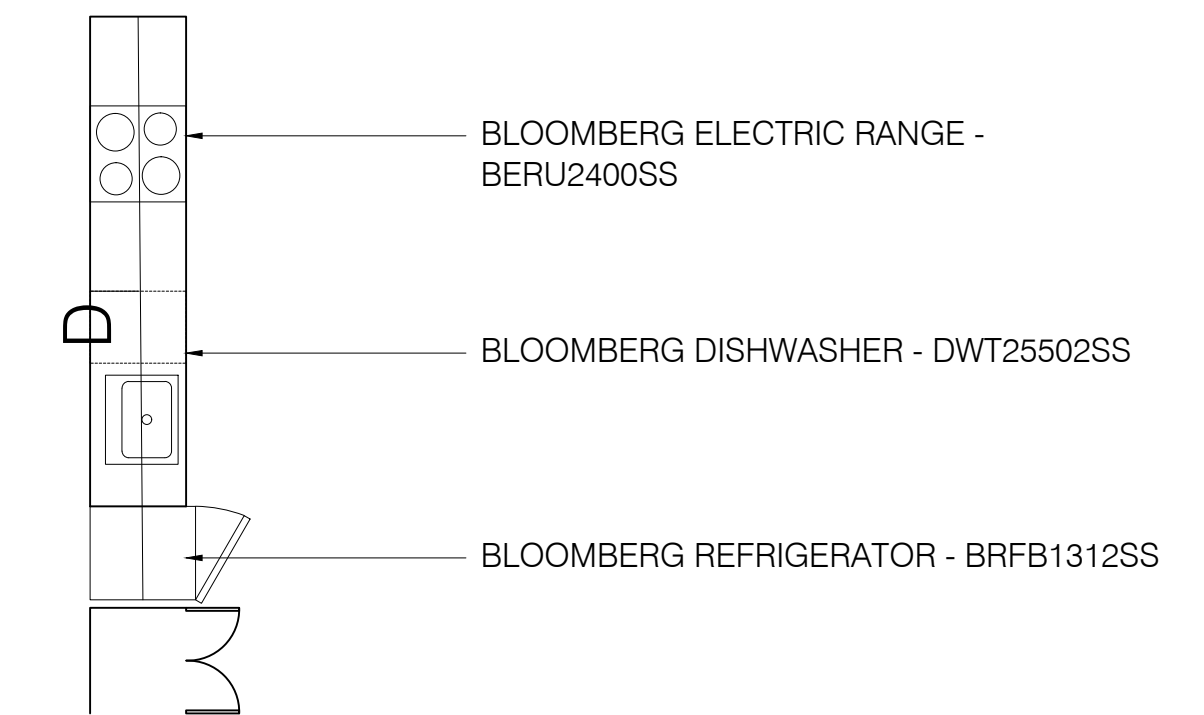 BLOOMBERG ELECTRIC RANGE -
BERU2400SS
D
BLOOMBERG DISHWASHER - DWT25502SS
BLOOMBERG REFRIGERATOR - BRFB1312SS